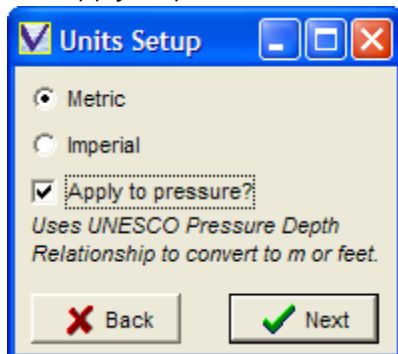 Units Setup
Metric
Imperial
Apply to pressure?
Uses UNESCO Pressure Depth
Relationship to convert to m or feet.
Back
Next